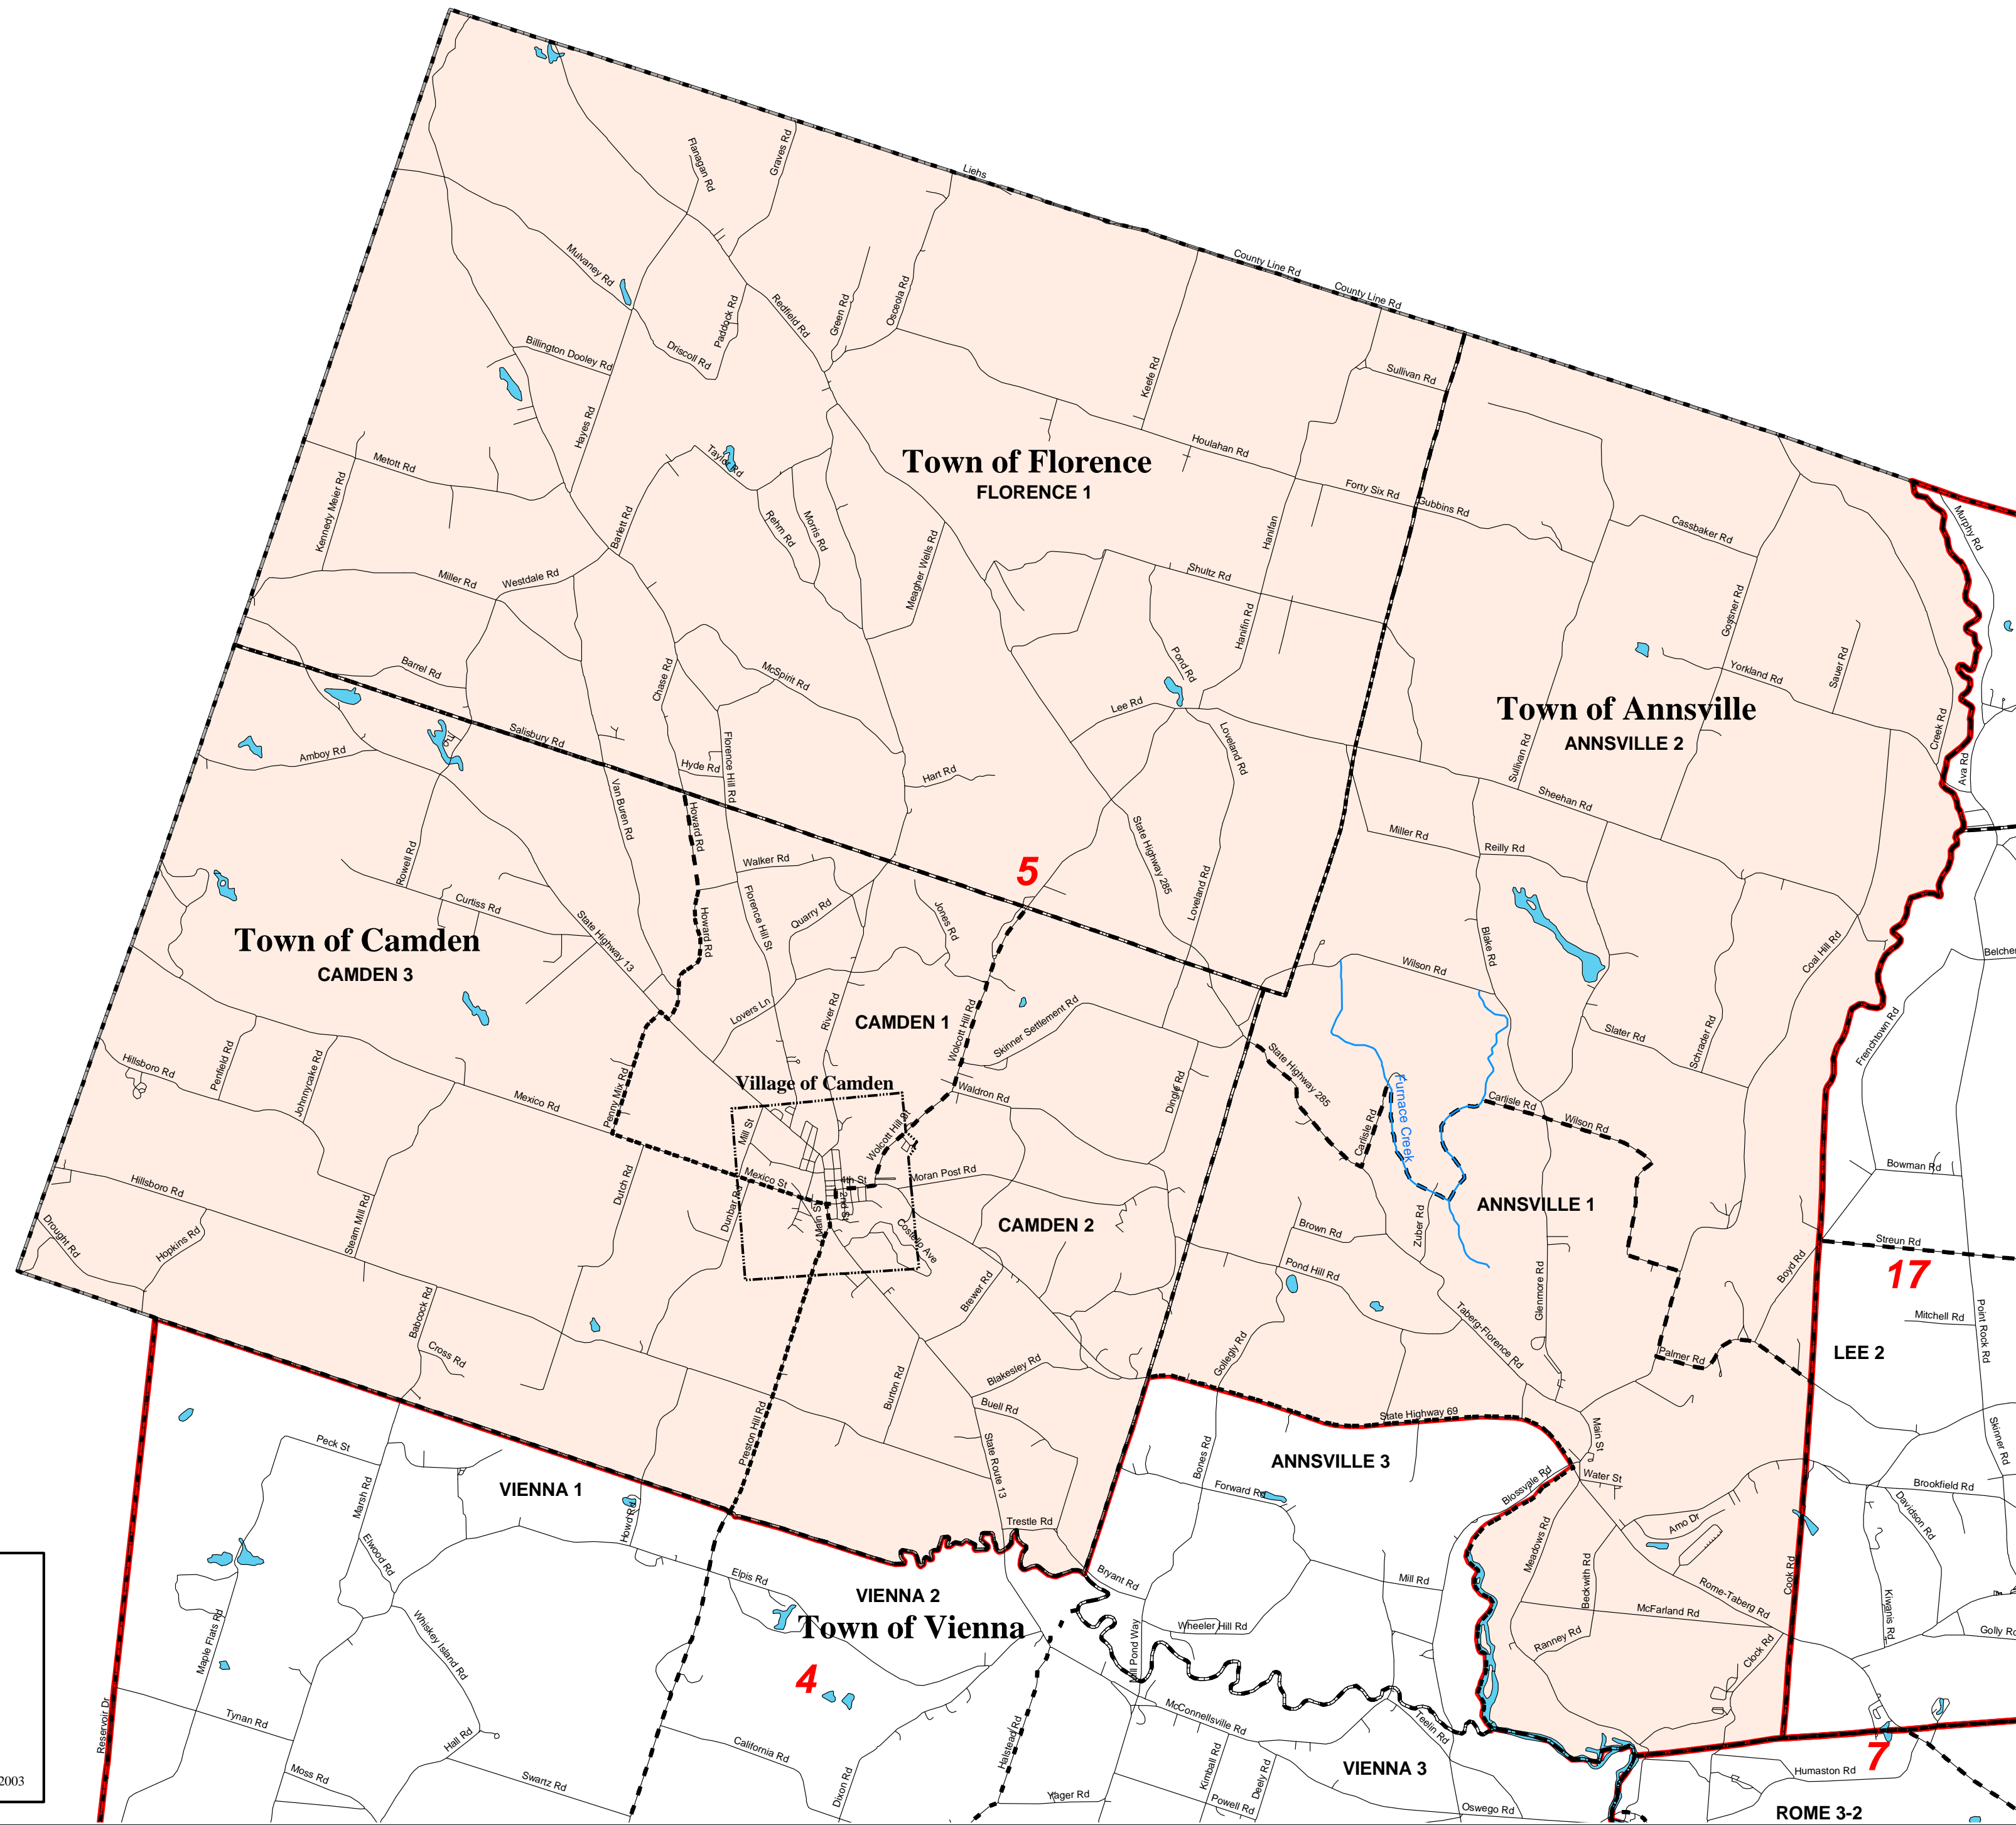 Liehs
County Line Rd
County Line Rd
Flanagan Rd
Graves Rd
Mulvaney Rd
Redfield Rd
Paddock Rd
Green Rd
Osceola Rd
Driscoll Rd
Billington Dooley Rd
Hayes Rd
Keefe Rd
Sullivan Rd
Houlahan Rd
Town of Florence
FLORENCE 1
Metott Rd
Kennedy Meier Rd
Taylor Rd
Barlett Rd
Rehm Rd
Morris Rd
Meagher Wells Rd
Forty Six Rd
Gubbins Rd
Hanifan
Cassbaker Rd
Murphy Rd
Miller Rd
Westdale Rd
Shultz Rd
Hanifin Rd
Gossner Rd
Sauer Rd
Yorkland Rd
Barrel Rd
Chase Rd
McSpirit Rd
Pond Rd
Lee Rd
Loveland Rd
Town of Annsville
ANNSVILLE 2
Sullivan Rd
Creek Rd
Ava Rd
Salisbury Rd
Amboy Rd
Hyde Rd
Florence Hill Rd
Hart Rd
Van Buren Rd
Howard Rd
Sheehan Rd
Miller Rd
Reilly Rd
State Highway 285
Rowell Rd
Walker Rd
5
Loveland Rd
Curtiss Rd
Florence Hill St
Quarry Rd
Jones Rd
State Highway 13
Howard Rd
Town of Camden
CAMDEN 3
Blake Rd
Wilson Rd
Coal Hill Rd
Belcher
Lovers Ln
River Rd
CAMDEN 1
Wolcott Hill Rd
Skinner Settlement Rd
Slater Rd
Schrader Rd
Frenchtown Rd
Hillsboro Rd
Penfield Rd
Johnnycake Rd
Mexico Rd
Penny Mix Rd
Village of Camden
Waldron Rd
Dingle Rd
State Highway 285
Carlisle Rd
Furnace Creek
Carlisle Rd
Wilson Rd
Mill St
Wolcott Hill St
Mexico St
4th St
2nd St
Main St
Moran Post Rd
Costello Ave
Dunbar Rd
Dutch Rd
Hillsboro Rd
Steam Mill Rd
Hopkins Rd
Drought Rd
CAMDEN 2
ANNSVILLE 1
Brown Rd
Zuber Rd
Pond Hill Rd
Glenmore Rd
Boyd Rd
Bowman Rd
Streun Rd
17
Mitchell Rd
Point Rock Rd
LEE 2
Babcock Rd
Cross Rd
Brewer Rd
Blakesley Rd
Burton Rd
Buell Rd
Gollegly Rd
Taberg-Florence Rd
Palmer Rd
State Highway 69
Main St
Skinner Rd
Preston Hill Rd
State Route 13
Bones Rd
ANNSVILLE 3
Forward Rd
Blossvale Rd
Water St
Brookfield Rd
Davidson Rd
Peck St
Marsh Rd
VIENNA 1
Howd Rd
Trestle Rd
Arno Dr
Meadows Rd
Beckwith Rd
Elwood Rd
Elpis Rd
VIENNA 2
Town of Vienna
Bryant Rd
Mill Rd
Rome-Taberg Rd
McFarland Rd
Cook Rd
Kiwanis Rd
Wheeler Hill Rd
Ranney Rd
Clock Rd
Golly Rd
Whiskey Island Rd
Maple Flats Rd
4
Mill Pond Way
McConnellsville Rd
Teelin Rd
Reservoir Dr
Tynan Rd
Hall Rd
California Rd
Halstead Rd
Dixon Rd
Kimball Rd
Deely Rd
VIENNA 3
7
Humaston Rd
Moss Rd
Swartz Rd
Yager Rd
Powell Rd
Oswego Rd
ROME 3-2
2003